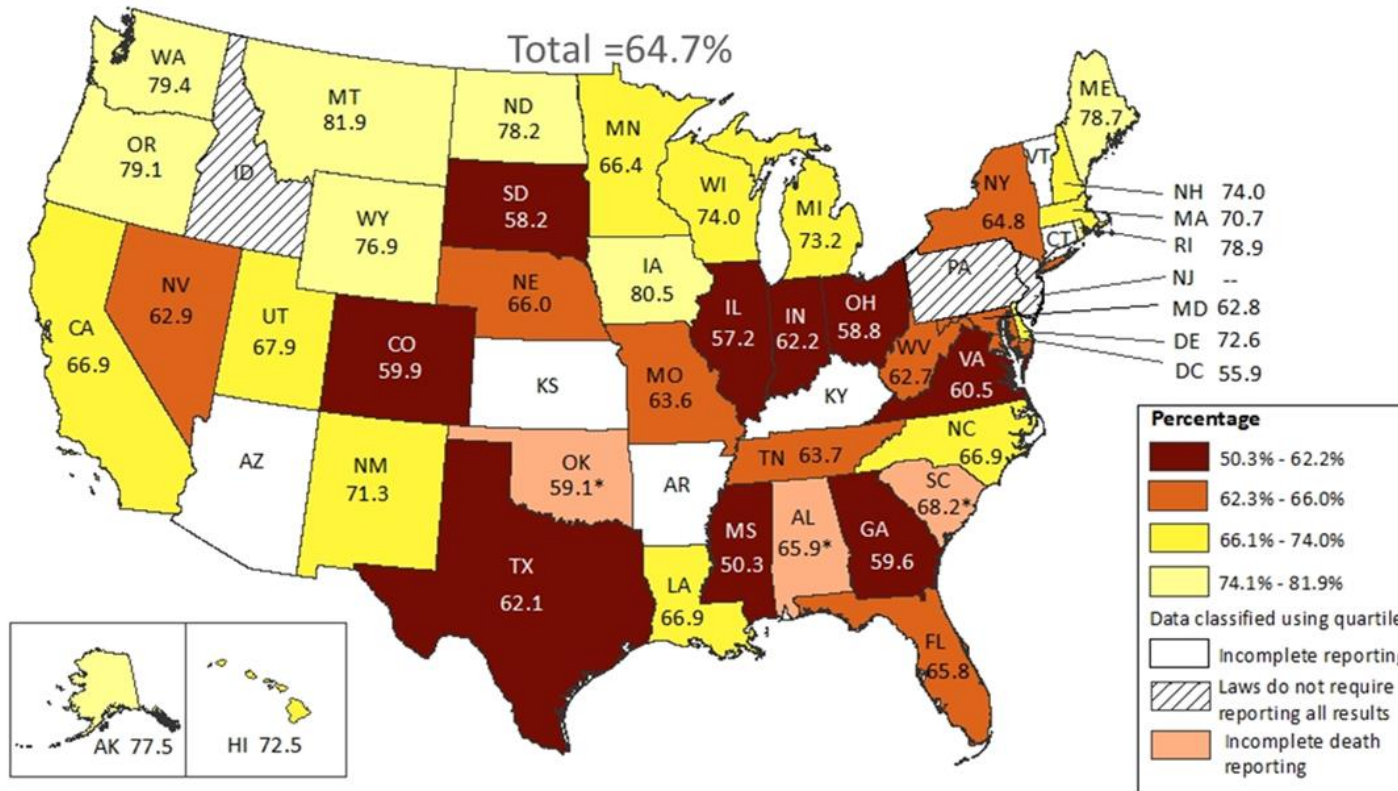 Total =64.7%
WA
79.4
OR
79.1
ID
MT
81.9
ND
78.2
MN
66.4
SD
58.2
WY
76.9
WI
74.0
MI
73.2
IA
80.5
NE
66.0
NV
62.9
UT
67.9
CA
66.9
CO
59.9
KS
MO
63.6
IL
57.2
IN
62.2
OH
58.8
WV
62.7
VA
60.5
KY
TN 63.7
NC
66.9
SC
68.2*
AZ
NM
71.3
OK
59.1*
AR
TX
62.1
LA
66.9
MS
50.3
AL
65.9*
GA
59.6
FL
65.8
PA
NY
64.8
VT
CT
ME
78.7
NH 74.0
MA 70.7
RI 78.9
NJ --
MD 62.8
DE 72.6
DC 55.9
AK 77.5
HI 72.5
Percentage
50.3% - 62.2%
62.3% - 66.0%
66.1% - 74.0%
74.1% - 81.9%
Data classified using quartile
Incomplete reporting
Laws do not require
reporting all results
Incomplete death
reporting